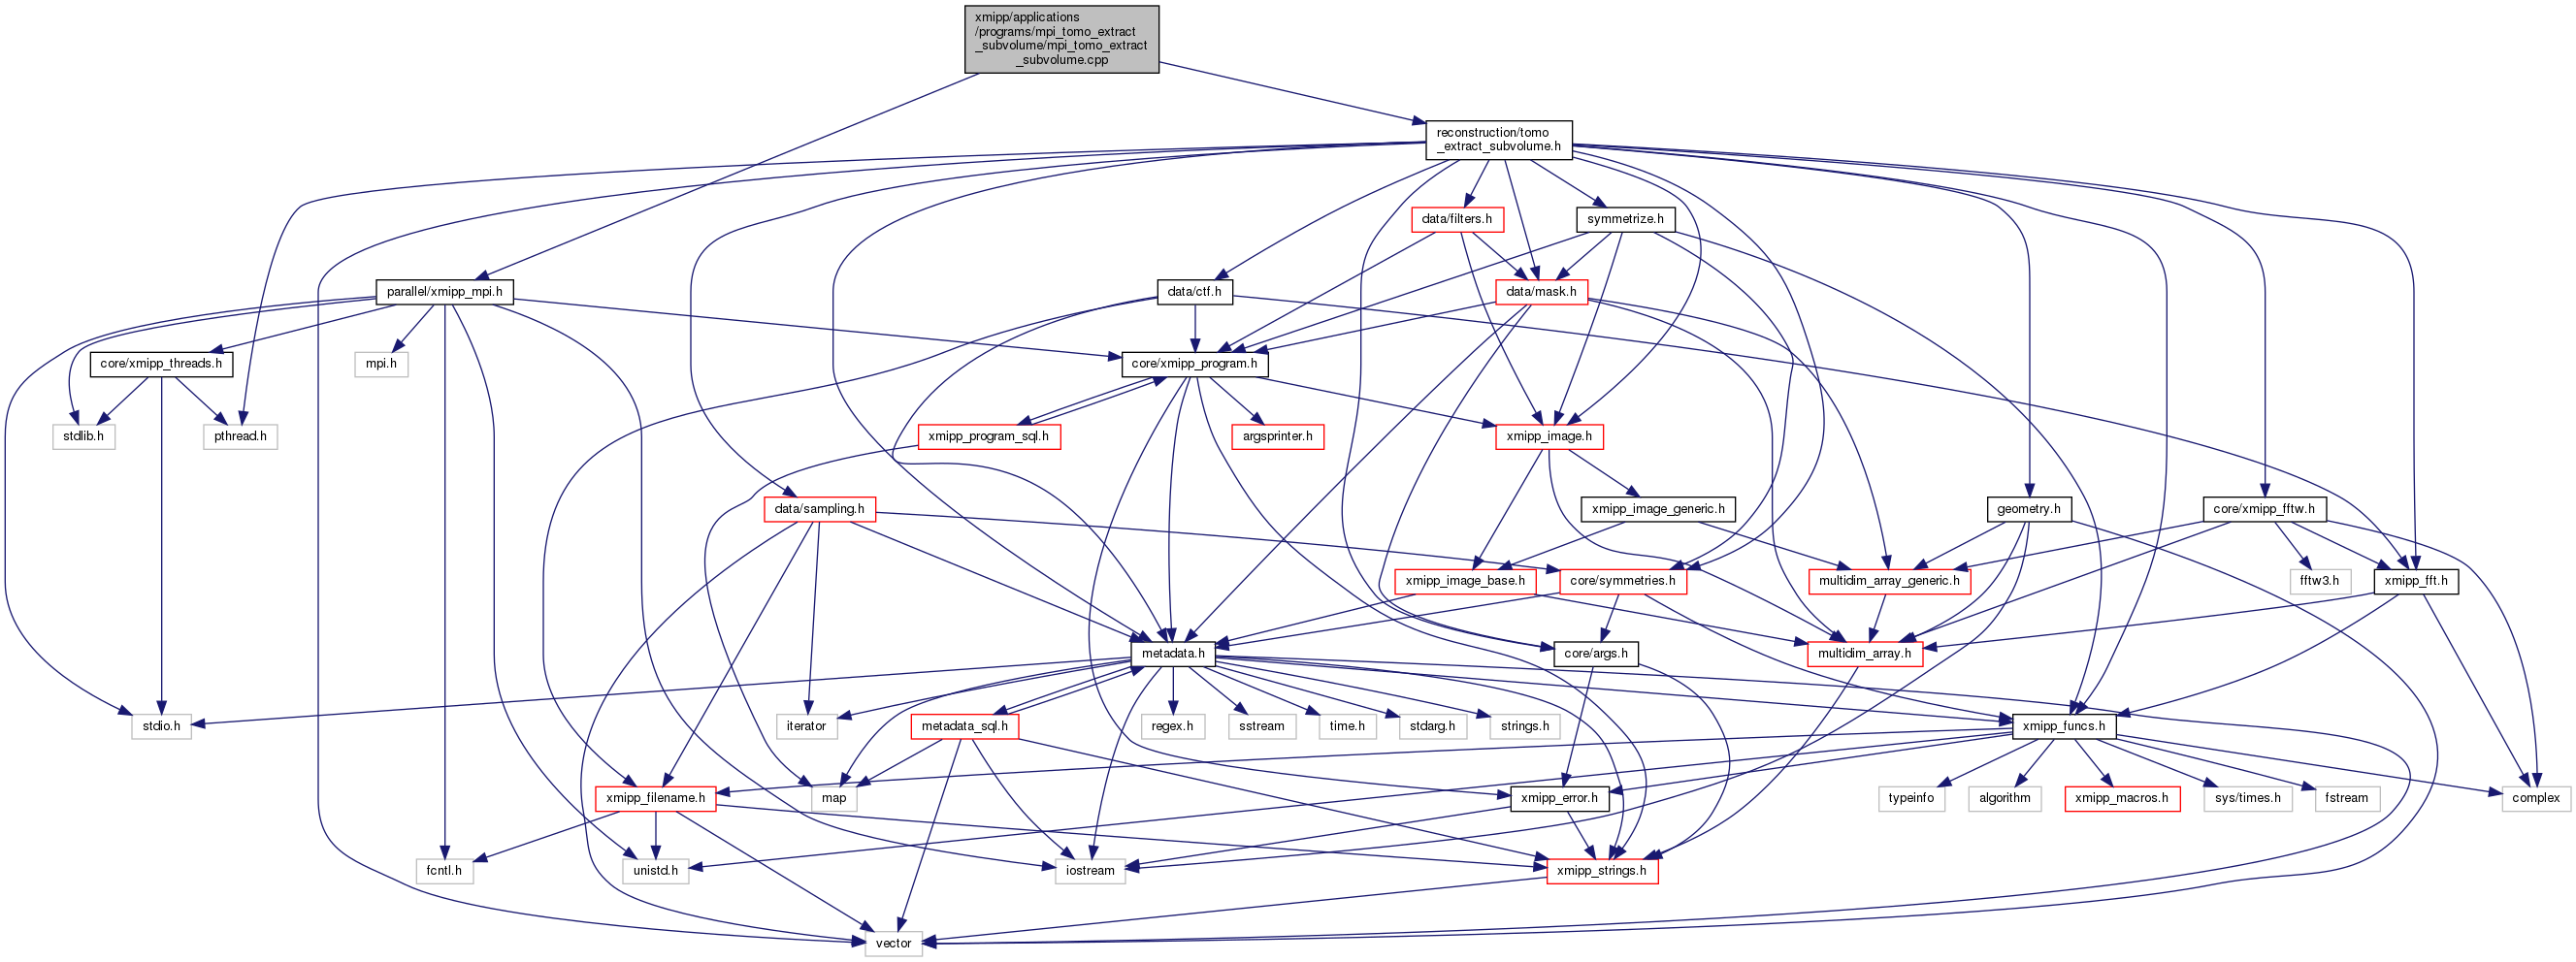 xmipp/applications
/programs/mpi_tomo_extract
_subvolume/mpi_tomo_extract
_subvolume.cpp
reconstruction/tomo
_extract_subvolume.h
data/filters.h
symmetrize.h
parallel/xmipp_mpi.h
data/ctf.h
data/mask.h
core/xmipp_threads.h
mpi.h
core/xmipp_program.h
stdlib.h
pthread.h
xmipp_program_sql.h
argsprinter.h
xmipp_image.h
data/sampling.h
xmipp_image_generic.h
geometry.h
core/xmipp_fftw.h
xmipp_image_base.h
core/symmetries.h
multidim_array_generic.h
fftw3.h
xmipp_fft.h
metadata.h
core/args.h
multidim_array.h
stdio.h
iterator
metadata_sql.h
regex.h
sstream
time.h
stdarg.h
strings.h
xmipp_funcs.h
xmipp_filename.h
map
xmipp_error.h
typeinfo
algorithm
xmipp_macros.h
sys/times.h
fstream
complex
fcntl.h
unistd.h
iostream
xmipp_strings.h
vector